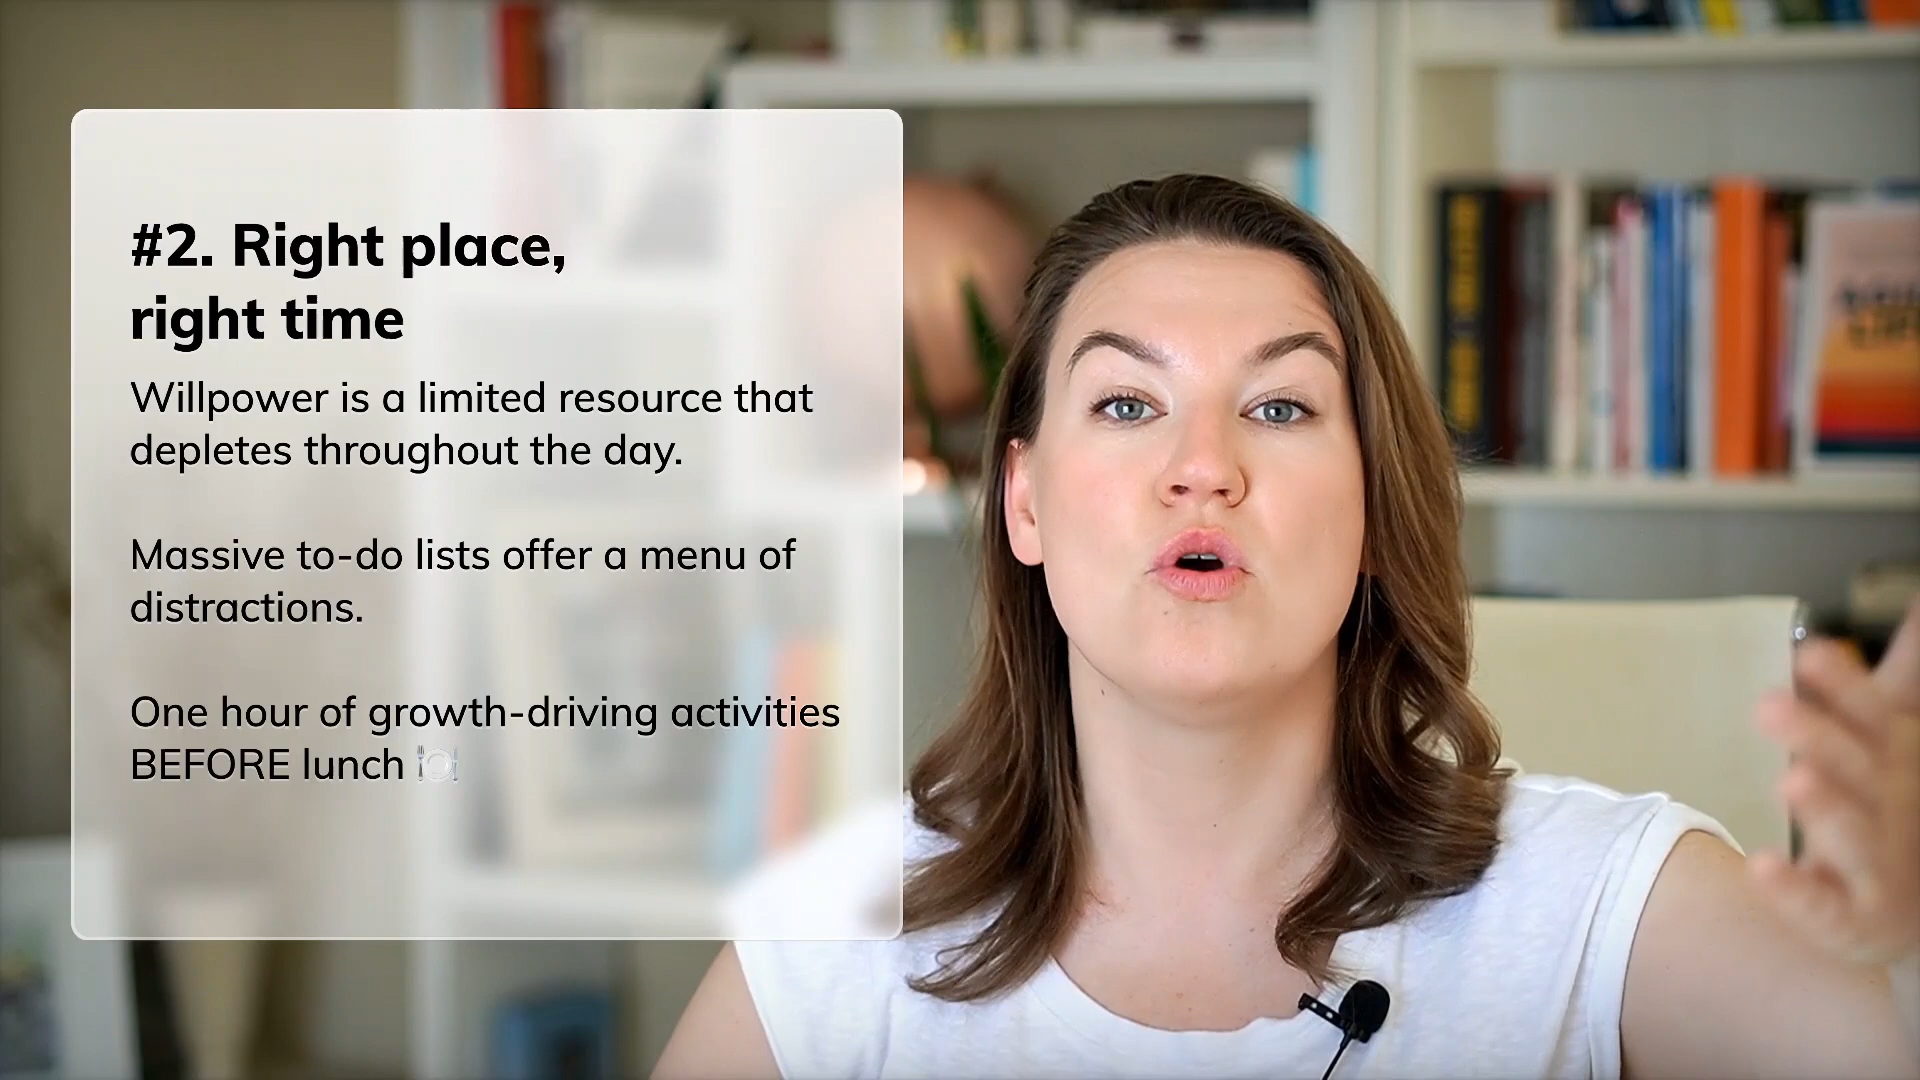 #2. Right place,
right time
Willpower is a limited resource that
depletes throughout the day.
Massive to-do lists offer a menu of
distractions.
One hour of growth-driving activities
BEFORE lunch 🍽️